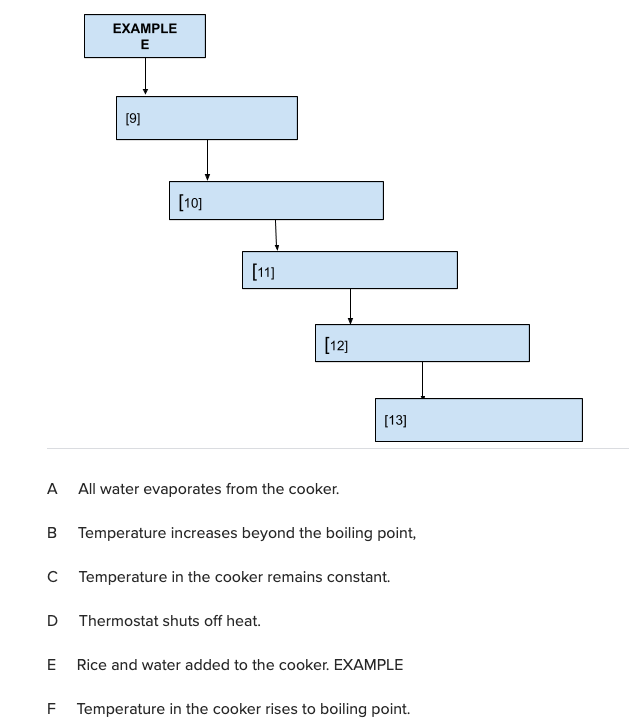 EXAMPLE
E
[9]
[10]
[11]
[12]
[13]
A All water evaporates from the cooker.
B Temperature increases beyond the boiling point,
C Temperature in the cooker remains constant.
D Thermostat shuts off heat.
E Rice and water added to the cooker. EXAMPLE
F Temperature in the cooker rises to boiling point.